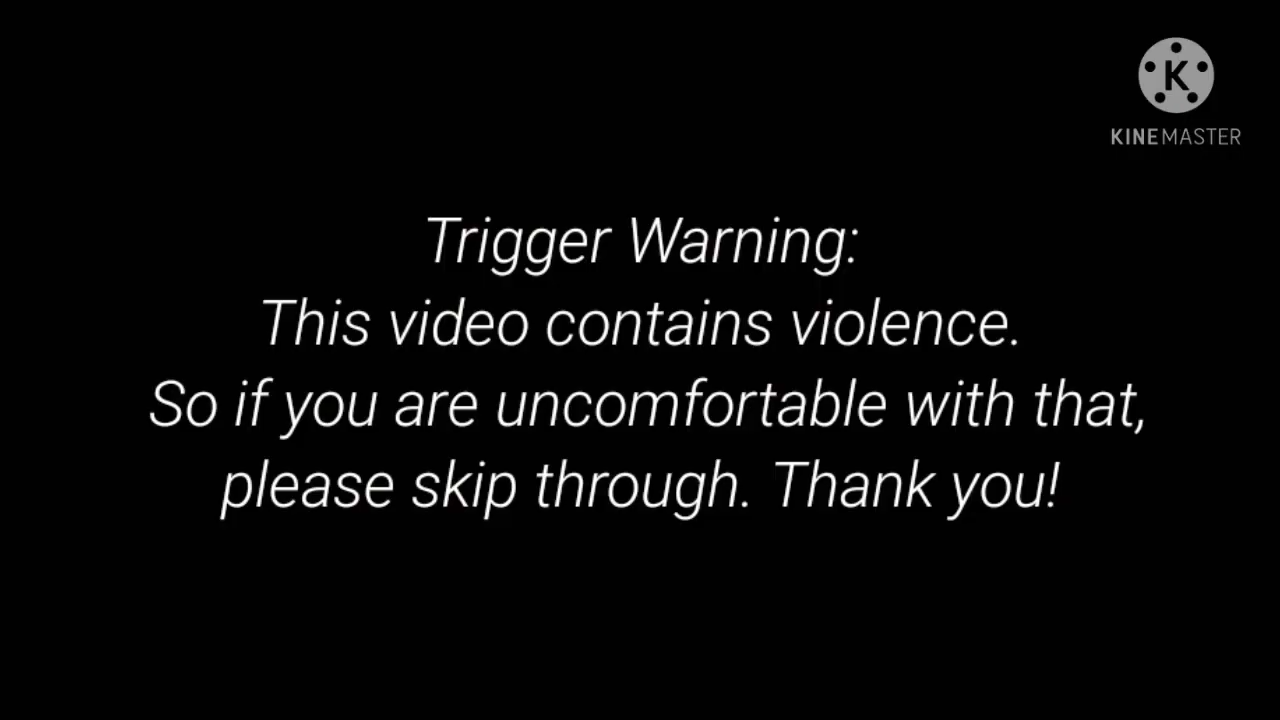 K
KINEMASTER
Trigger Warning:
This video contains violence.
So if you are uncomfortable with that,
please skip through. Thank you!